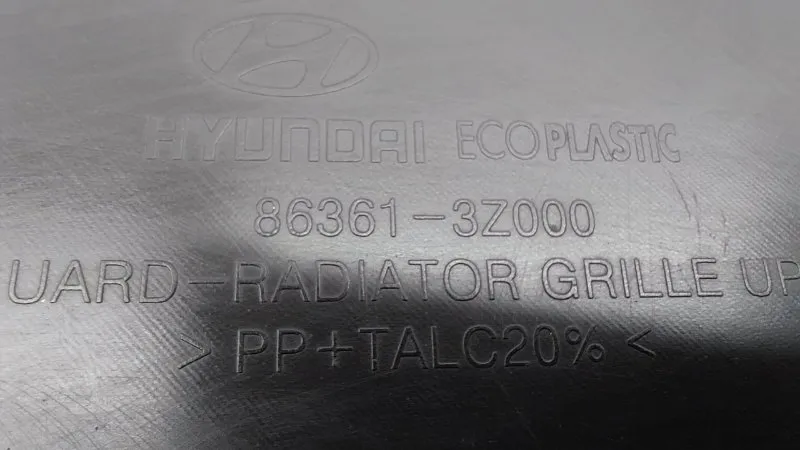 HYUNDAI ECOPLASTIC
86361-3Z000
UARD-RADIATOR GRILLE UP
> PP+TALC20% <